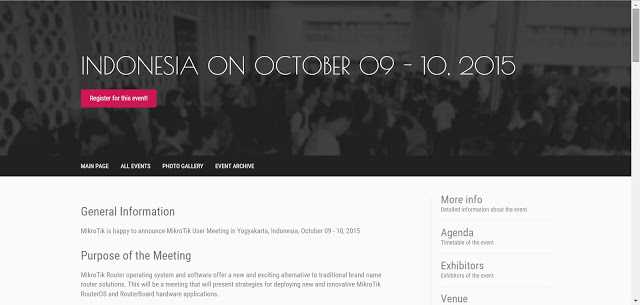 INDONESIA ON OCTOBER 09 - 10, 2015
Register for this event!
MAIN PAGE
ALL EVENTS
PHOTO GALLERY
EVENT ARCHIVE
General Information
MikroTik is happy to announce MikroTik User Meeting in Yogyakarta, Indonesia, October 09 - 10, 2015
Purpose of the Meeting
MikroTik Router operating system and software offer a new and exciting alternative to traditional brand name
router solutions. This will be a meeting that will present strategies for deploying new and innovative MikroTik
RouterOS and RouterBoard hardware applications.
More info
Detailed information about the event
Agenda
Timetable of the event
Exhibitors
Exhibitors of the event
Venue